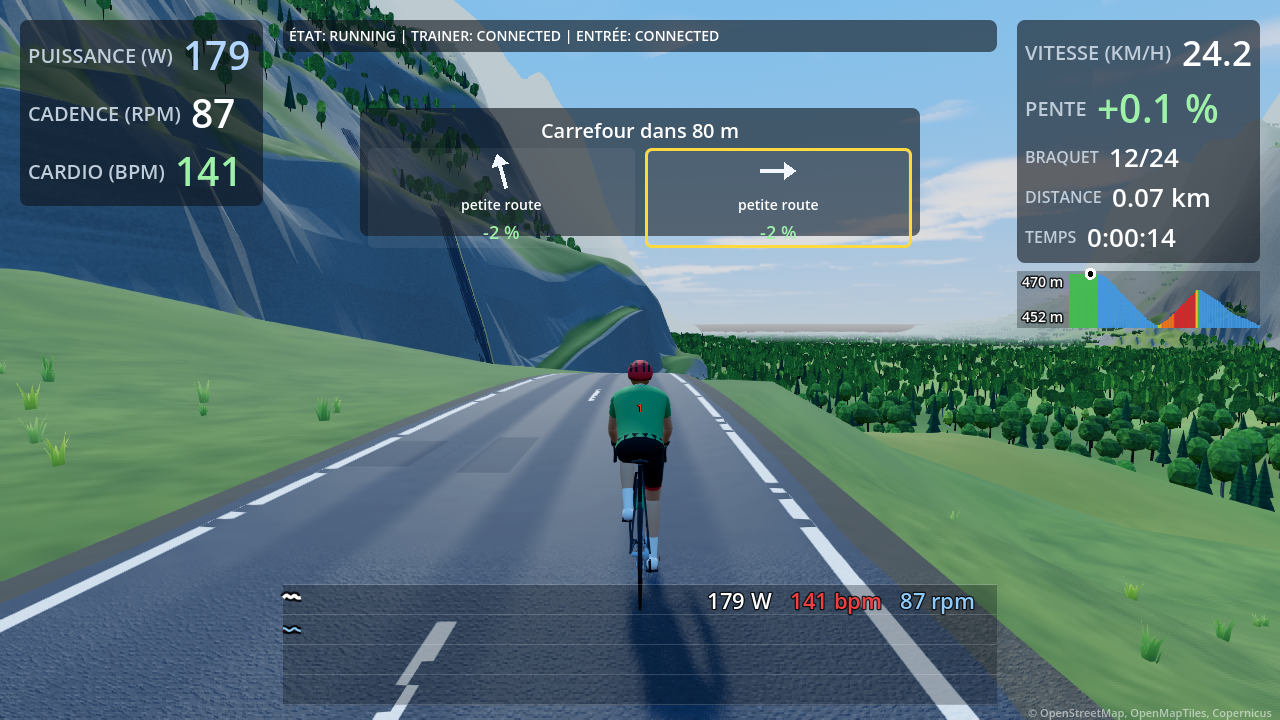 PUISSANCE (W) 179
CADENCE (RPM) 87
CARDIO (BPM) 141
ÉTAT: RUNNING | TRAINER: CONNECTED | ENTRÉE: CONNECTED
Carrefour dans 80 m
petite route
-2 %
petite route
-2 %
VITESSE (KM/H) 24.2
PENTE +0.1 %
BRAQUET 12/24
DISTANCE 0.07 km
TEMPS 0:00:14
470 m
452 m
1
179 W 141 bpm 87 rpm
© OpenStreetMap, OpenMapTiles, Copernicus